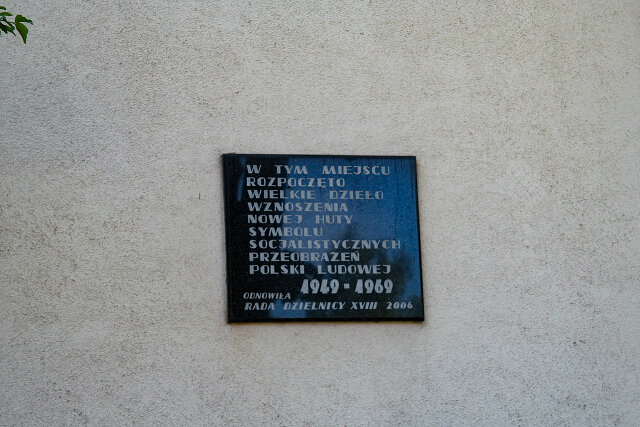 W TYM MIEJSCU
ROZPOCZĘTO
WIELKIE DZIEŁO
WZNOSZENIA
NOWEJ HUTY
SYMBOLU
SOCJALISTYCZNYCH
PRZEOBRAŻEŃ
POLSKI LUDOWEJ
1949 - 1969
ODNOWIŁA
RADA DZIELNICY XVIII 2006